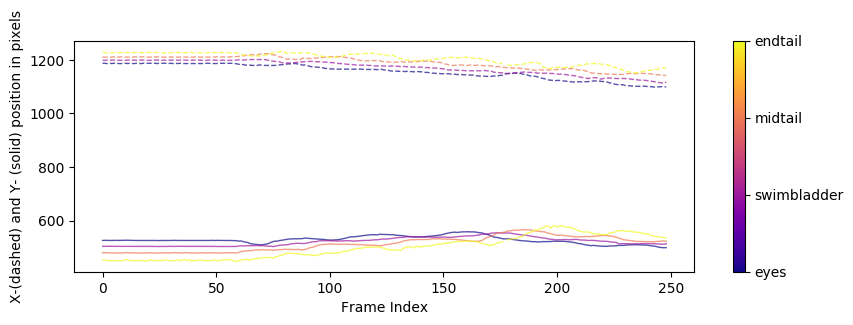 X-(dashed) and Y- (solid) position in pixels
1200
1000
800
600
0 50 100 150 200 250
Frame Index
endtail
midtail
swimbladder
eyes